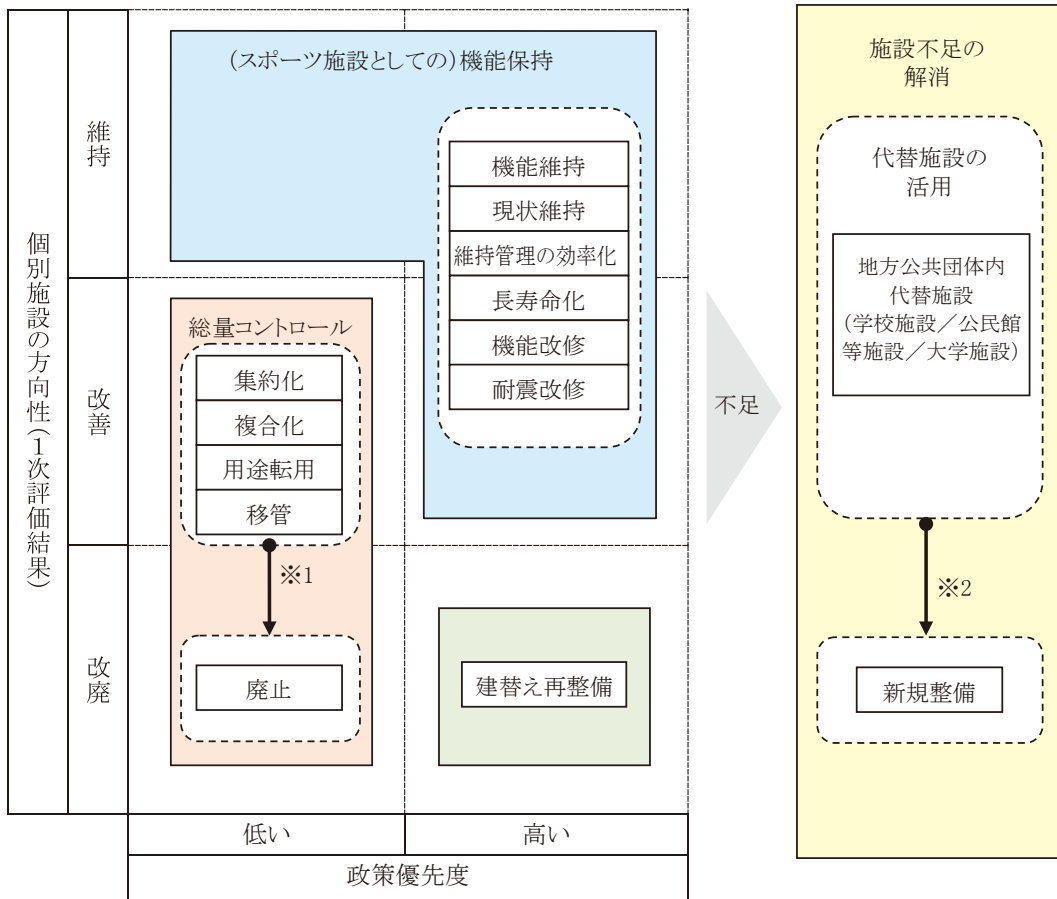 個別施設の方向性（１次評価結果）
維持
改善
改廃
（スポーツ施設としての）機能保持
機能維持
現状維持
維持管理の効率化
長寿命化
機能改修
耐震改修
総量コントロール
集約化
複合化
用途転用
移管
※1
廃止
建替え再整備
低い
高い
政策優先度
不足
施設不足の
解消
代替施設の
活用
地方公共団体内
代替施設
（学校施設／公民館
等施設／大学施設）
※2
新規整備